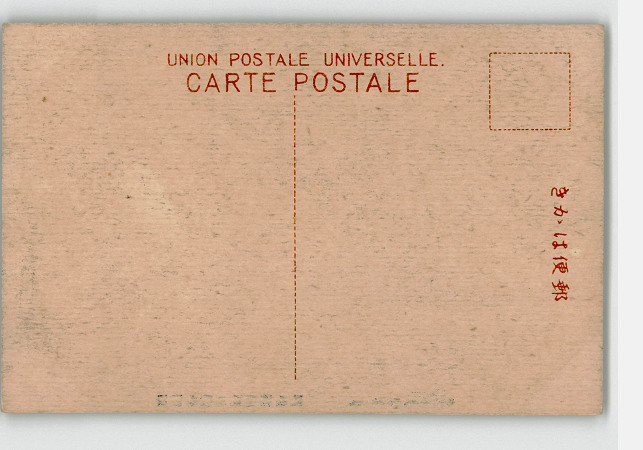 UNION POSTALE UNIVERSELLE.
CARTE POSTALE
きかは便郵